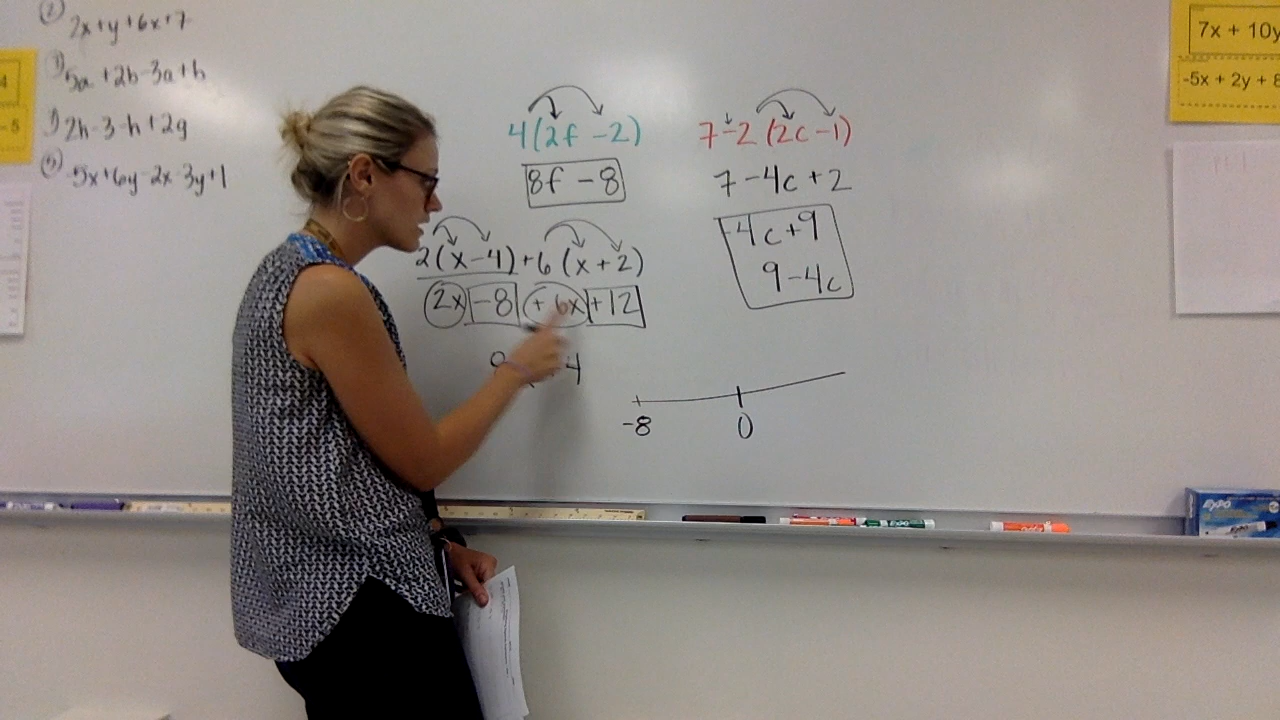 2x+y+6x+7
5a+2b-3a+b
2h-3-h+2g
5x+6y-2x-3y+1
4(2f-2)
8f-8
2(x-4)+6(x+2)
2x-8+6x+12
4
7-2(2c-1)
7-4c+2
-4c+9
9-4c
-8 0
7x + 10y
-5x + 2y + 8
EXPO